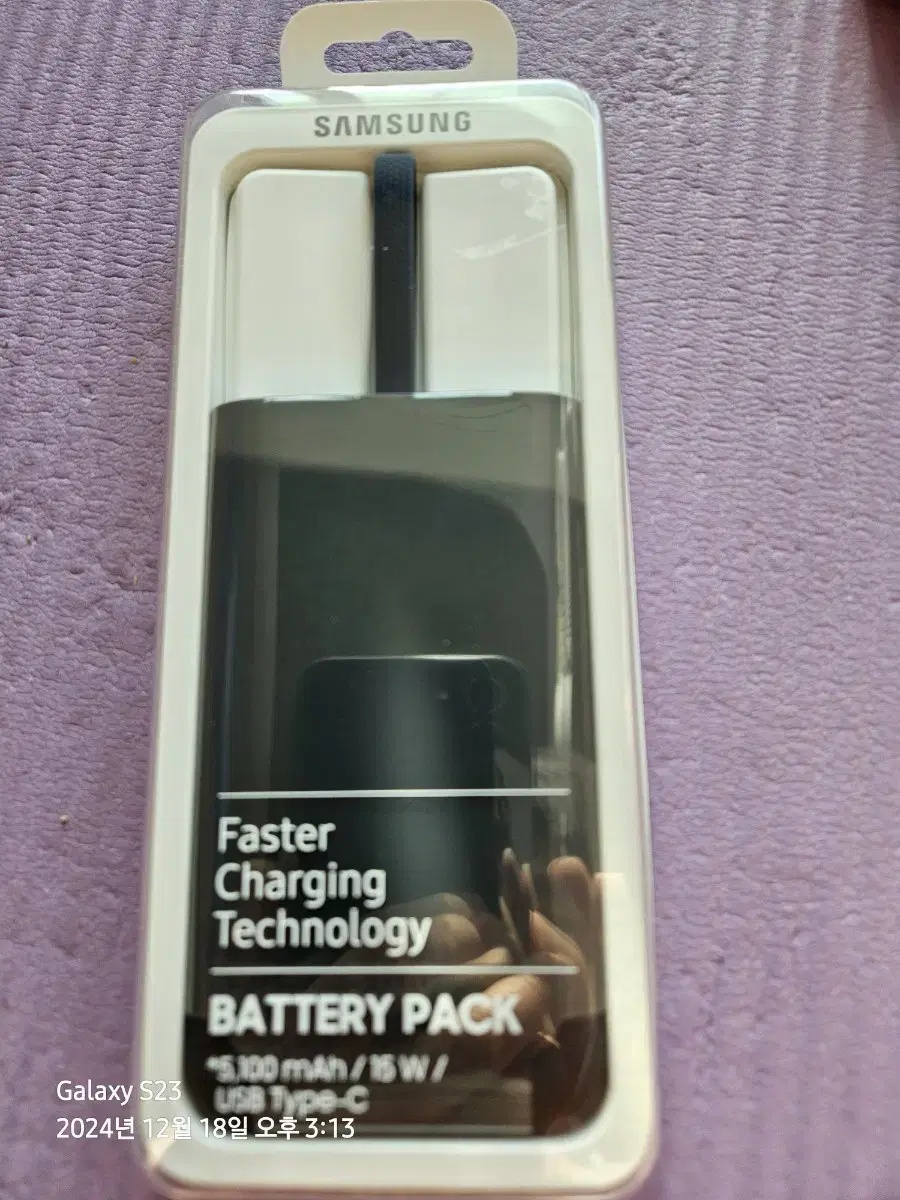 SAMSUNG
Faster
Charging
Technology
BATTERY PACK
*5,100 mAh / 15 W /
USB Type-C
Galaxy S23
2024년 12월 18일 오후 3:13